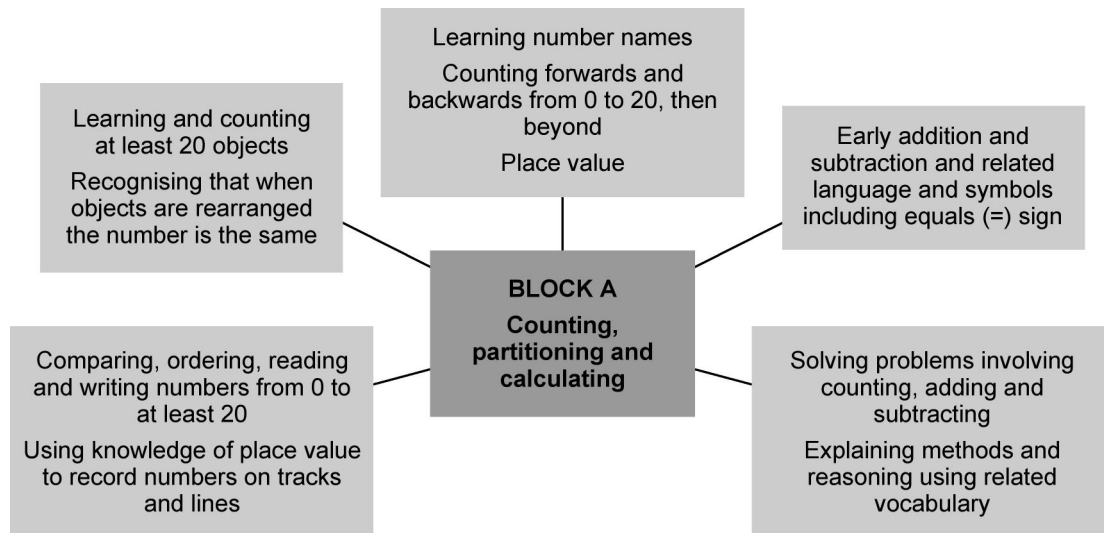 Learning number names
Counting forwards and
backwards from 0 to 20, then
beyond
Place value
Learning and counting
at least 20 objects
Recognising that when
objects are rearranged
the number is the same
Early addition and
subtraction and related
language and symbols
including equals (=) sign
BLOCK A
Counting,
partitioning and
calculating
Comparing, ordering, reading
and writing numbers from 0 to
at least 20
Using knowledge of place value
to record numbers on tracks
and lines
Solving problems involving
counting, adding and
subtracting
Explaining methods and
reasoning using related
vocabulary